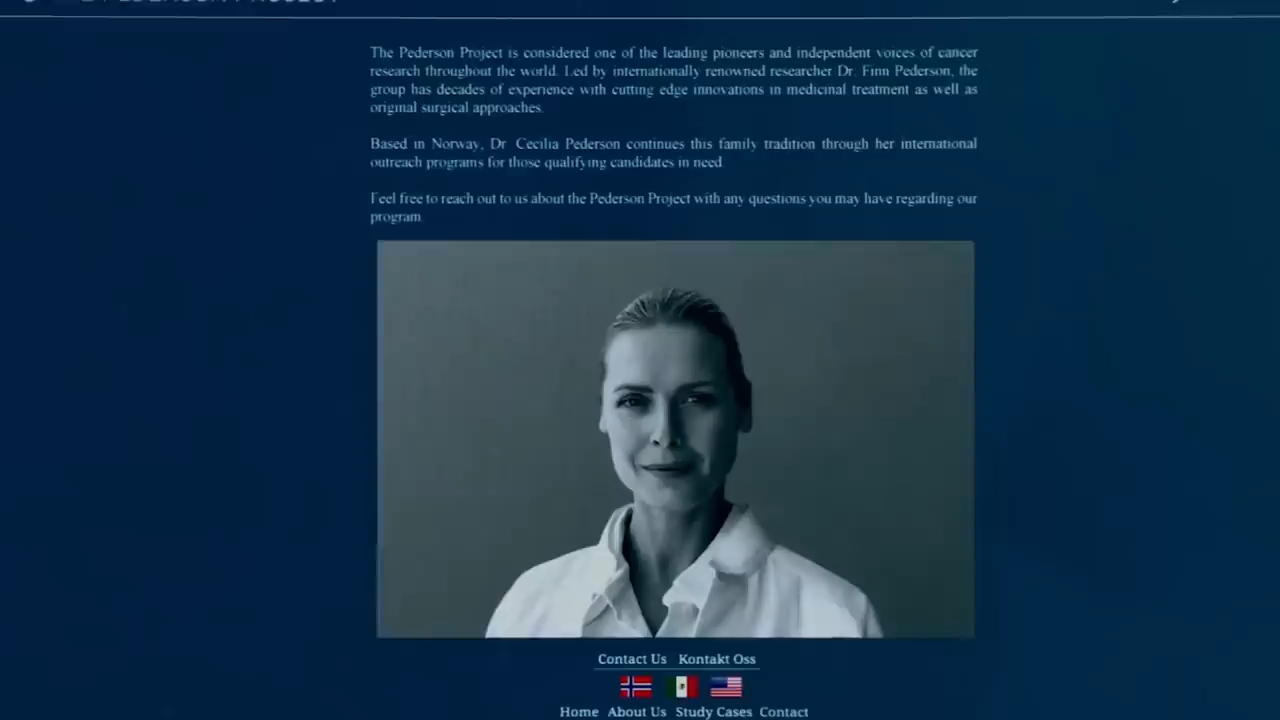 PEDERSON PROJECT
The Pederson Project is considered one of the leading pioneers and independent voices of cancer
research throughout the world. Led by internationally renowned researcher Dr. Finn Pederson, the
group has decades of experience with cutting edge innovations in medicinal treatment as well as
original surgical approaches.
Based in Norway, Dr. Cecilia Pederson continues this family tradition through her international
outreach programs for those qualifying candidates in need.
Feel free to reach out to us about the Pederson Project with any questions you may have regarding our
program.
Contact Us Kontakt Oss
Home About Us Study Cases Contact